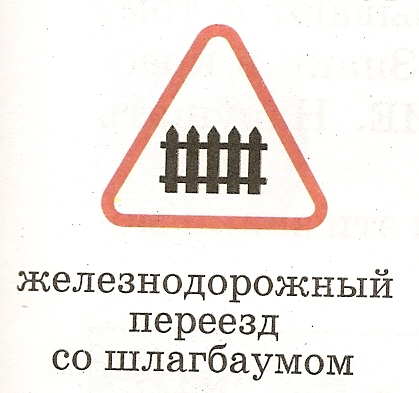 железнодорожный
переезд
со шлагбаумом